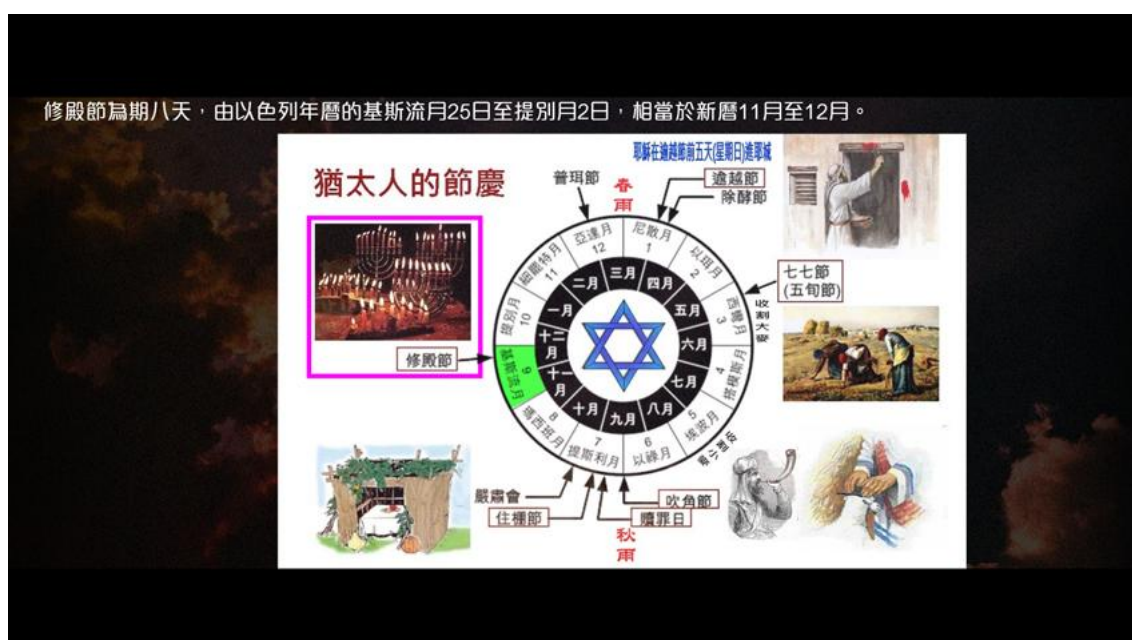 修殿節為期八天，由以色列年曆的基斯流月25日至提別月2日，相當於新曆11月至12月。
耶穌在逾越節前五天(星期日)進耶城
猶太人的節慶
普珥節
春
雨
逾越節
除酵節
七七節
(五旬節)
收割大麥
修殿節
尼散月
1
以珥月
2
西彎月
3
搭模斯月
4
埃波月
5
以祿月
6
提斯利月
7
瑪西班月
8
基斯流月
9
提別月
10
細罷特月
11
亞達月
12
三月
四月
五月
六月
七月
八月
九月
十月
十一月
十二月
一月
二月
嚴肅會
住棚節
贖罪日
吹角節
秋
雨